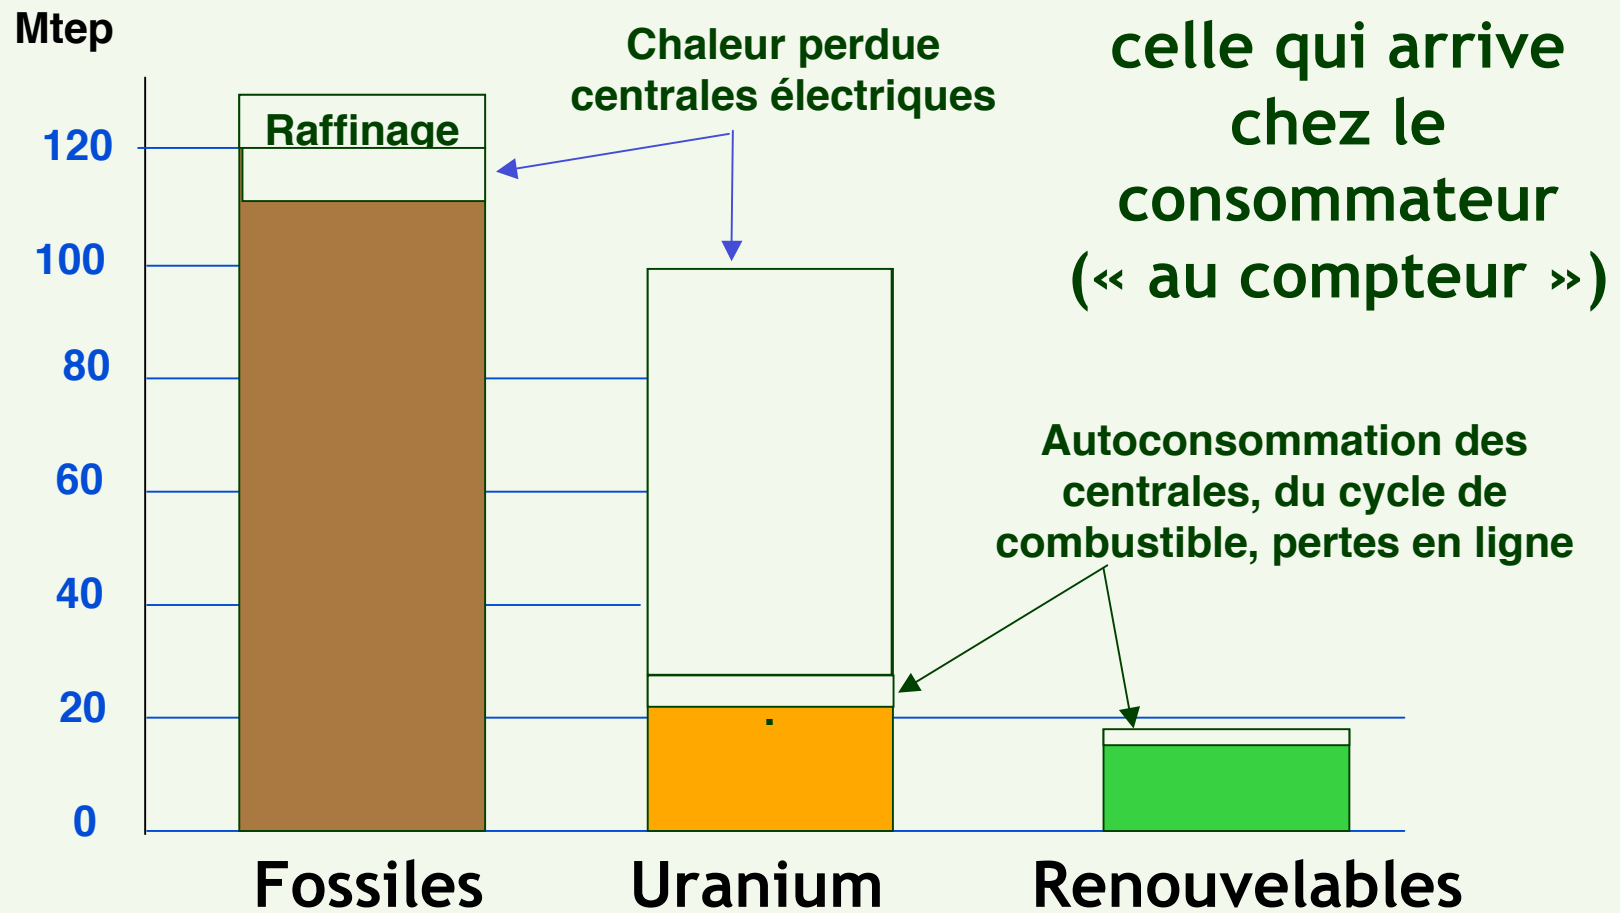 Mtep
Chaleur perdue
centrales électriques
celle qui arrive
chez le
consommateur
(« au compteur »)
Raffinage
120
100
80
60
40
20
0
Autoconsommation des
centrales, du cycle de
combustible, pertes en ligne
Fossiles
Uranium
Renouvelables